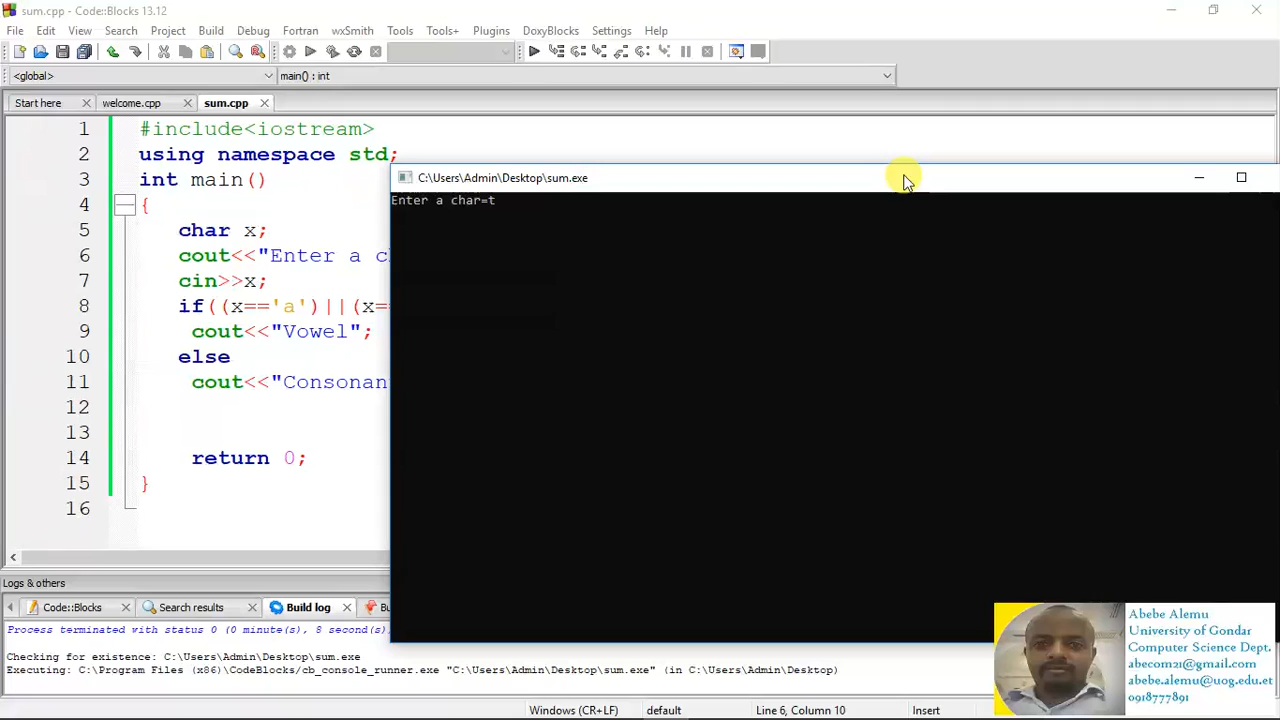 sum.cpp - Code::Blocks 13.12
File Edit View Search Project Build Debug Fortran wxSmith Tools Tools+ Plugins DoxyBlocks Settings Help
<global> main() : int
Start here welcome.cpp sum.cpp
1 #include<iostream>
2 using namespace std;
3 int main()
4 {
5 char x;
6 cout<<"Enter a c
7 cin>>x;
8 if((x=='a')||(x=
9 cout<<"Vowel";
10 else
11 cout<<"Consonan
12
13
14 return 0;
15 }
16
C:\Users\Admin\Desktop\sum.exe
Enter a char=t
Logs & others
Code::Blocks Search results Build log Bu
Process terminated with status 0 (0 minute(s), 8 second(s)
Checking for existence: C:\Users\Admin\Desktop\sum.exe
Executing: C:\Program Files (x86)\CodeBlocks/cb_console_runner.exe "C:\Users\Admin\Desktop\sum.exe" (in C:\Users\Admin\Desktop)
Windows (CR+LF) default Line 6, Column 10 Insert
Abebe Alemu
University of Gondar
Computer Science Dept.
abecom21@gmail.com
abebe.alemu@uog.edu.et
0918777891